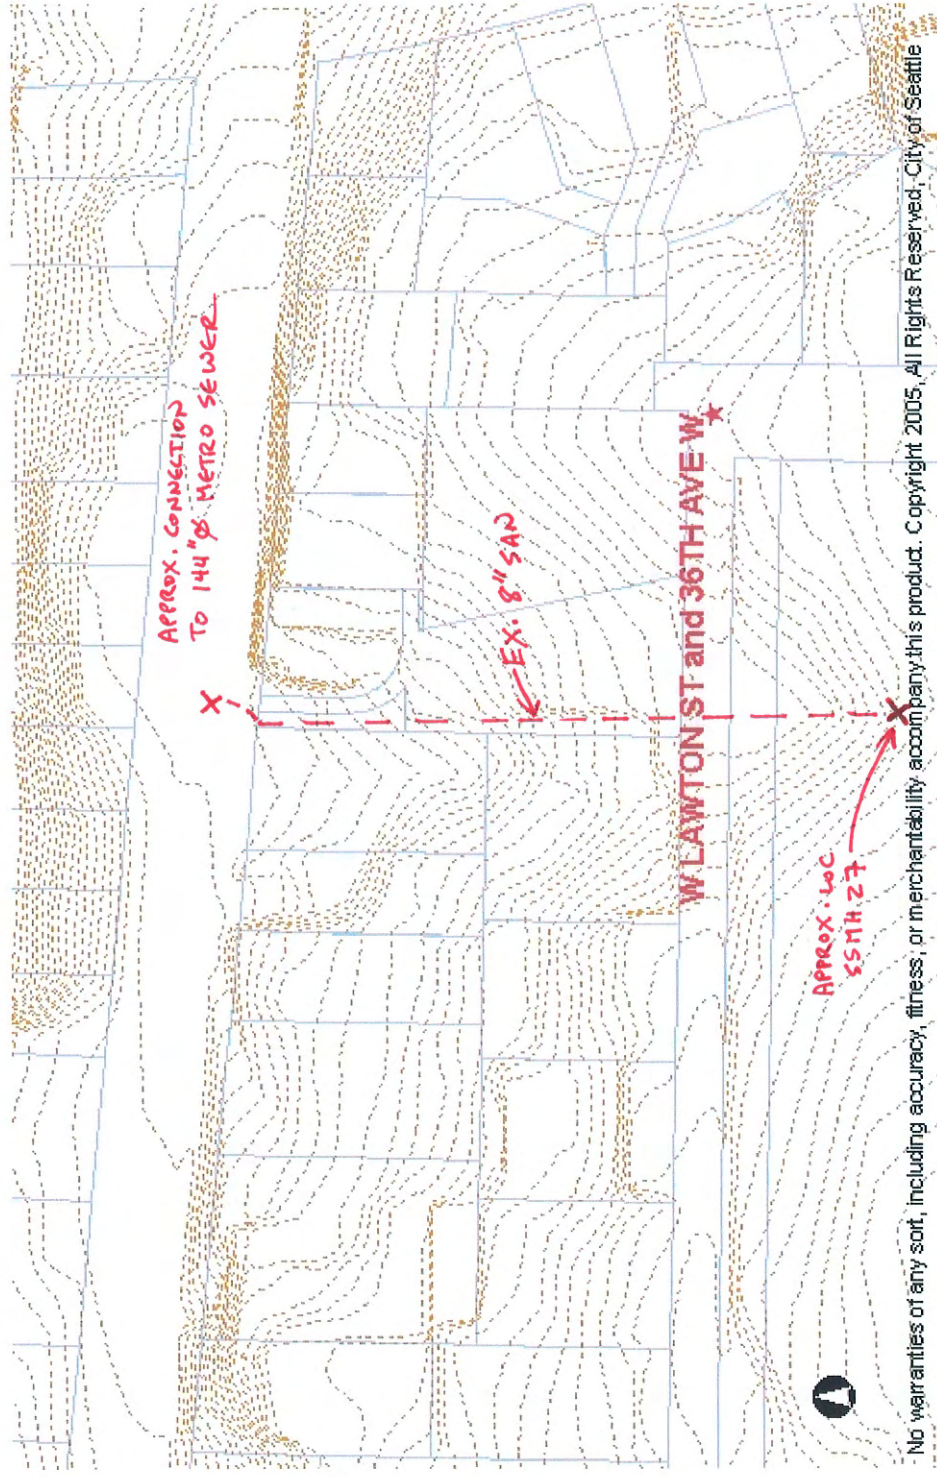 APPROX. CONNECTION
TO 144"Ø METRO SEWER
EX. 8" SAN
W LAWTON ST and 36TH AVE W
APPROX. LOC
SSMH 27
No warranties of any sort, including accuracy, fitness, or merchantability accompany this product. Copyright 2005, All Rights Reserved, City of Seattle